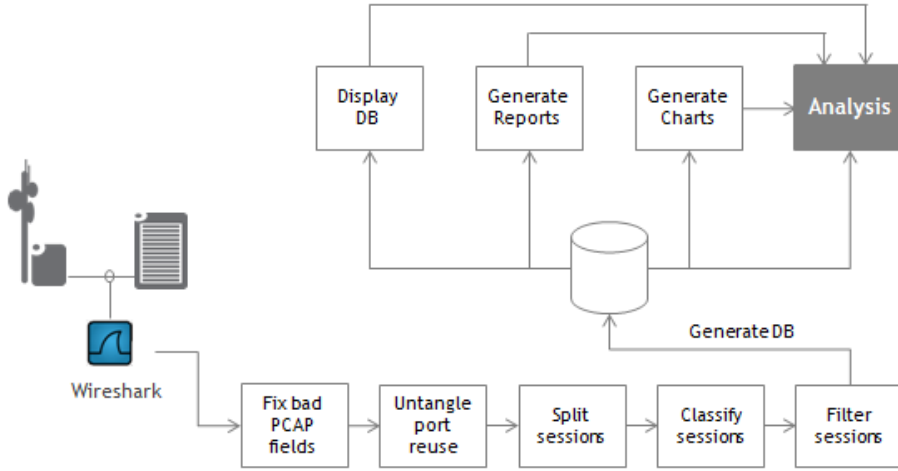 Display
DB
Generate
Reports
Generate
Charts
Analysis
Generate DB
Wireshark
Fix bad
PCAP
fields
Untangle
port
reuse
Split
sessions
Classify
sessions
Filter
sessions